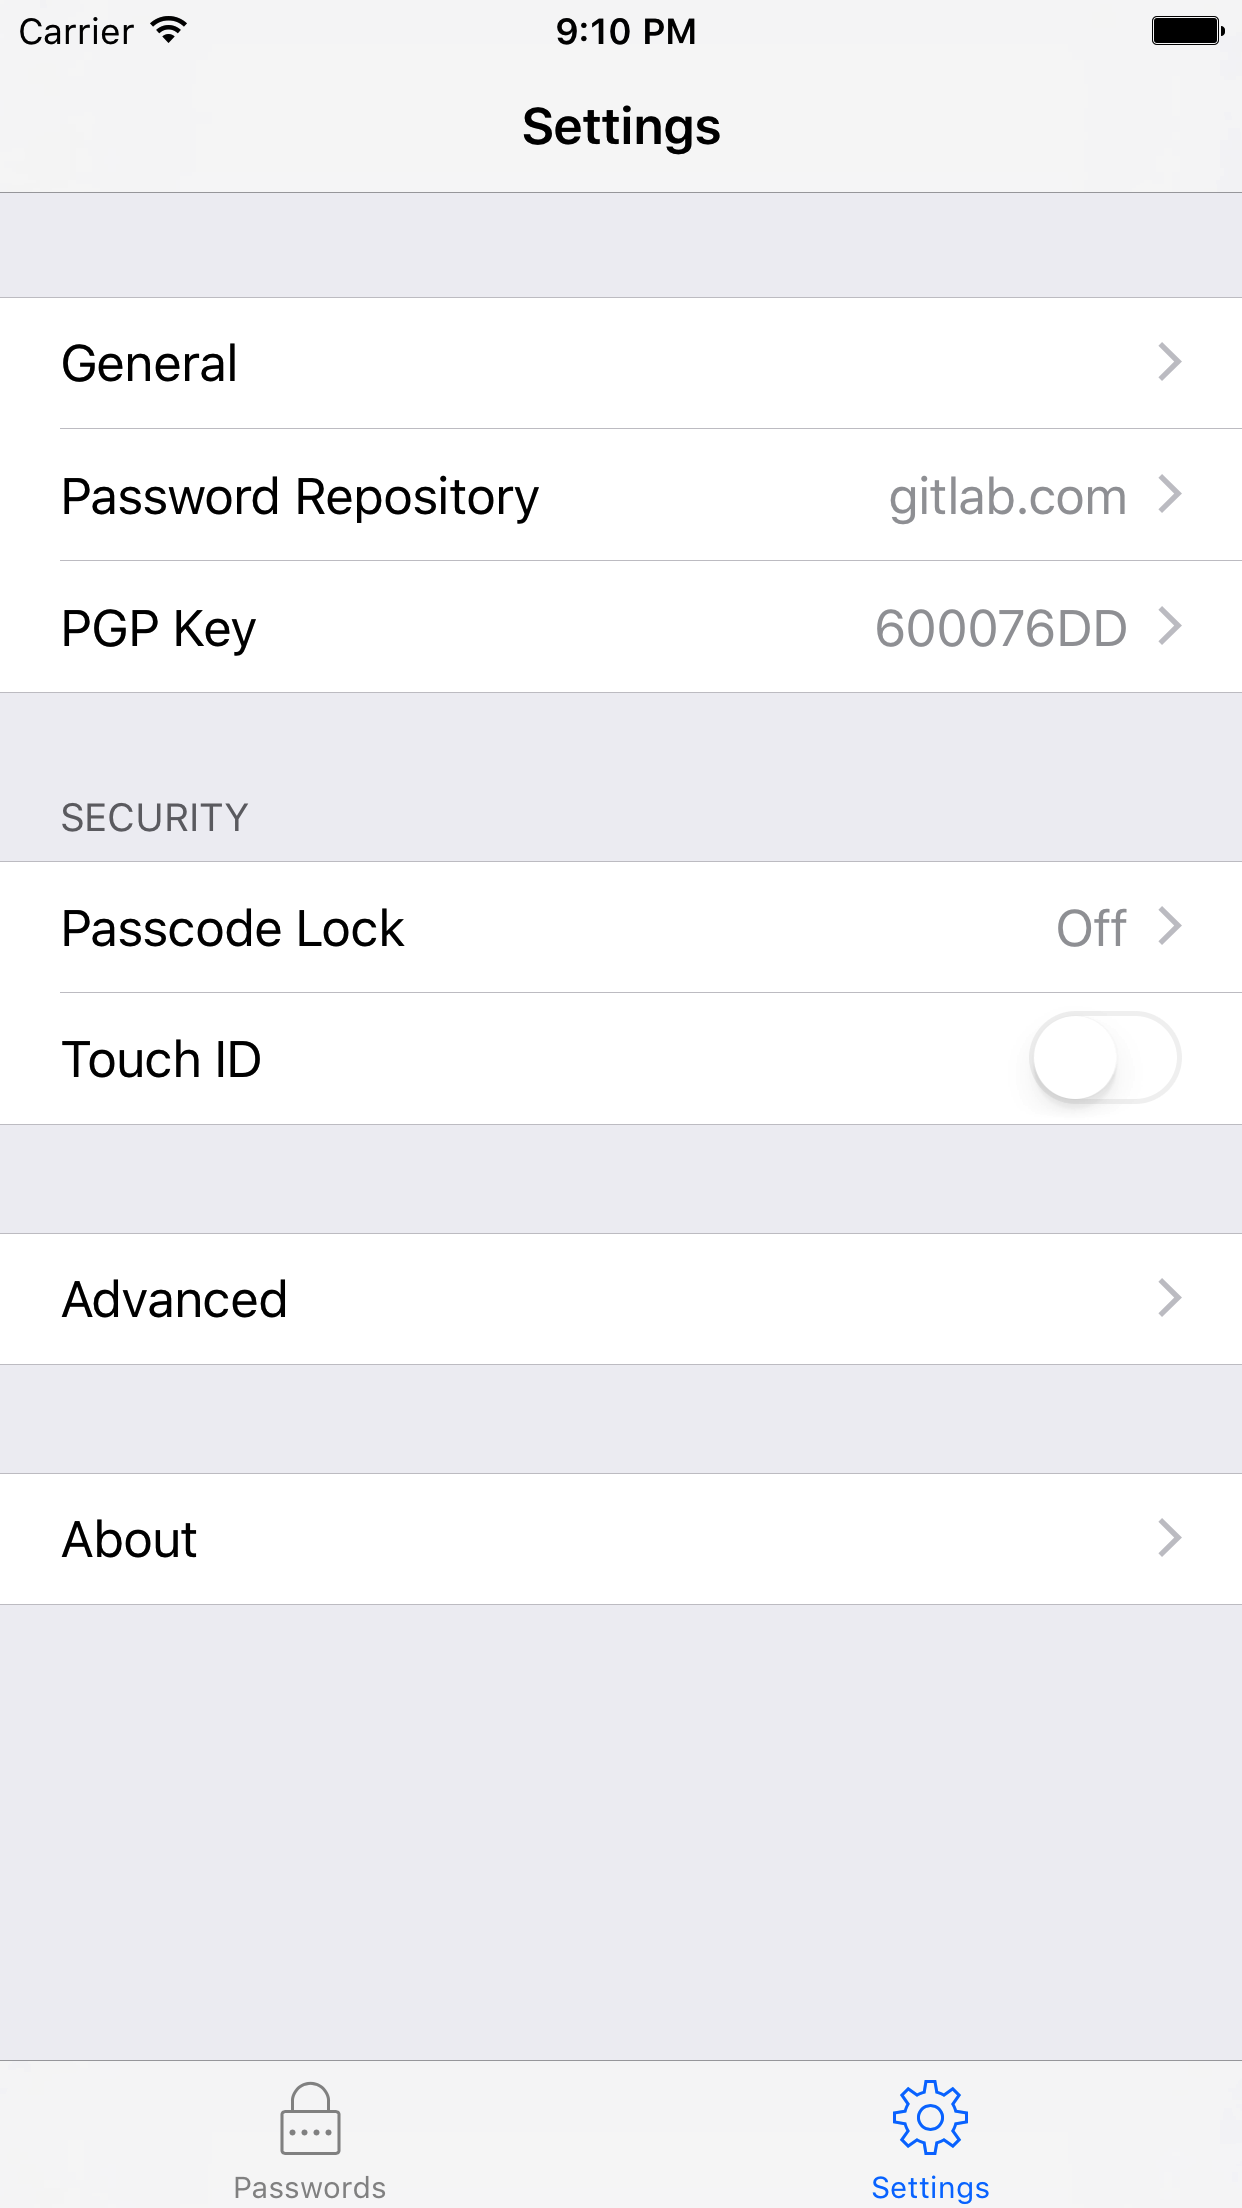 Carrier 9:10 PM
Settings
General
Password Repository gitlab.com
PGP Key 600076DD
SECURITY
Passcode Lock Off
Touch ID
Advanced
About
Passwords Settings